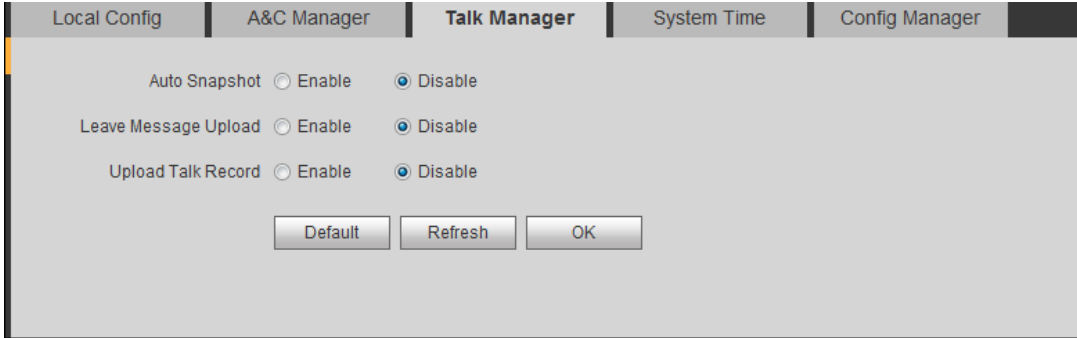 Local Config A&C Manager Talk Manager System Time Config Manager
Auto Snapshot Enable Disable
Leave Message Upload Enable Disable
Upload Talk Record Enable Disable
Default Refresh OK